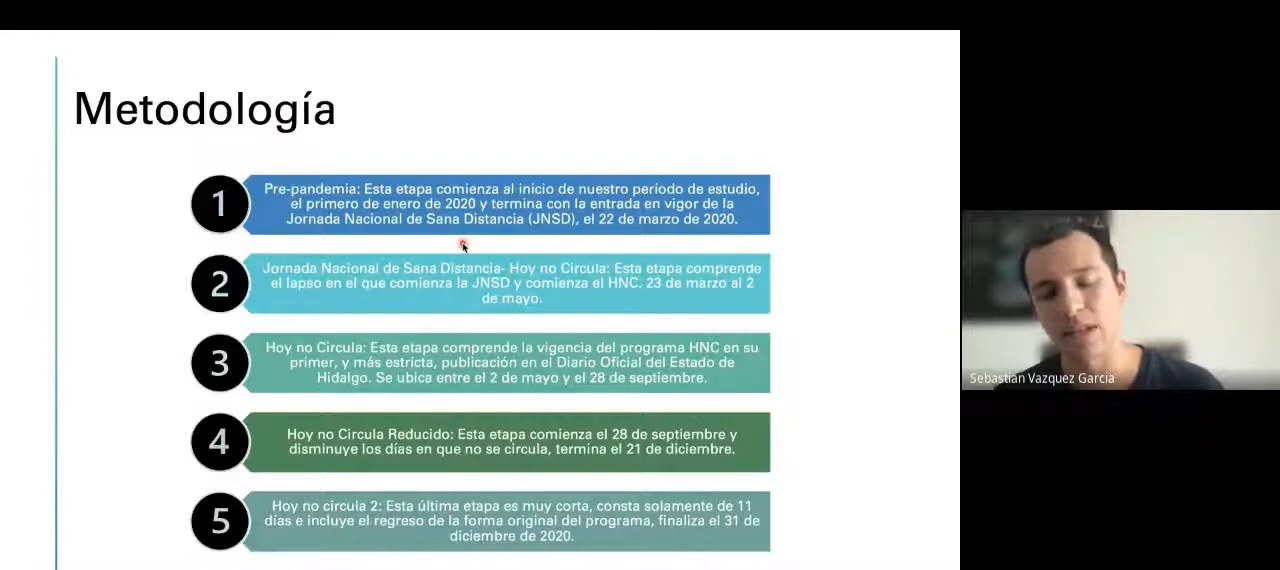 Metodología
1
Pre-pandemia: Esta etapa comienza al inicio de nuestro período de estudio,
el primero de enero de 2020 y termina con la entrada en vigor de la
Jornada Nacional de Sana Distancia (JNSD), el 22 de marzo de 2020.
2
Jornada Nacional de Sana Distancia- Hoy no Circula: Esta etapa comprende
el lapso en el que comienza la JNSD y comienza el HNC. 23 de marzo al 2
de mayo.
3
Hoy no Circula: Esta etapa comprende la vigencia del programa HNC en su
primer, y más estricta, publicación en el Diario Oficial del Estado de
Hidalgo. Se ubica entre el 2 de mayo y el 28 de septiembre.
4
Hoy no Circula Reducido: Esta etapa comienza el 28 de septiembre y
disminuye los días en que no se circula, termina el 21 de diciembre.
5
Hoy no circula 2: Esta última etapa es muy corta, consta solamente de 11
días e incluye el regreso de la forma original del programa, finaliza el 31 de
diciembre de 2020.
Sebastian Vazquez Garcia